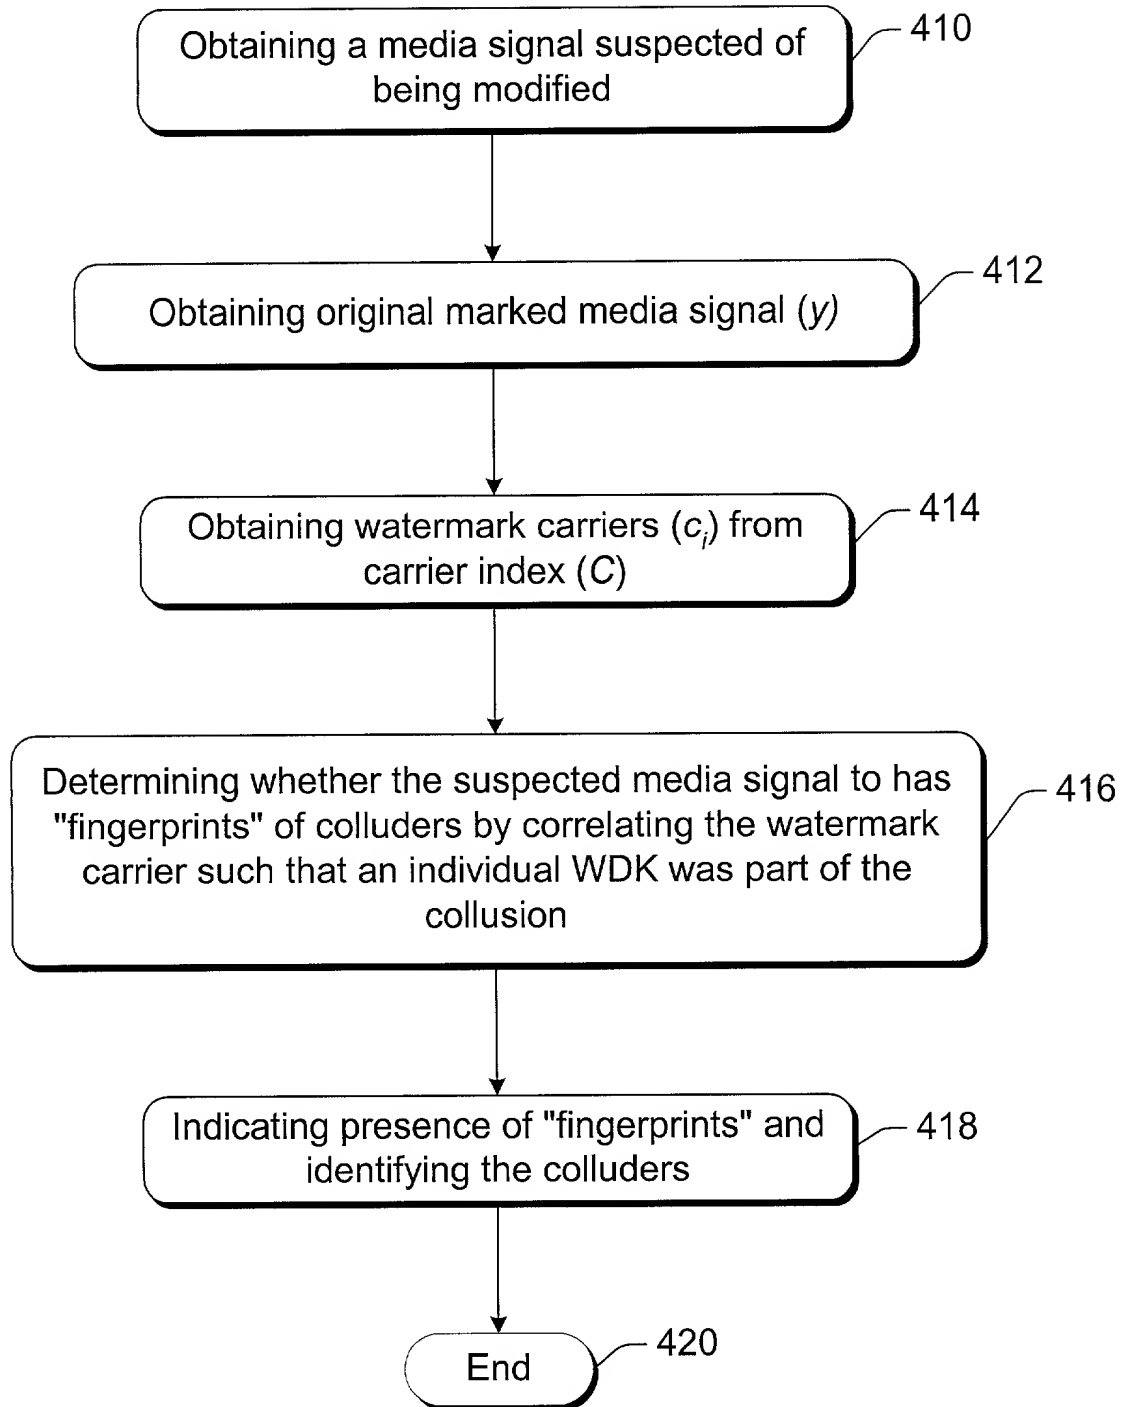 Obtaining a media signal suspected of
being modified
410
Obtaining original marked media signal (y)
412
Obtaining watermark carriers (ci) from
carrier index (C)
414
Determining whether the suspected media signal to has
"fingerprints" of colluders by correlating the watermark
carrier such that an individual WDK was part of the
collusion
416
Indicating presence of "fingerprints" and
identifying the colluders
418
End
420